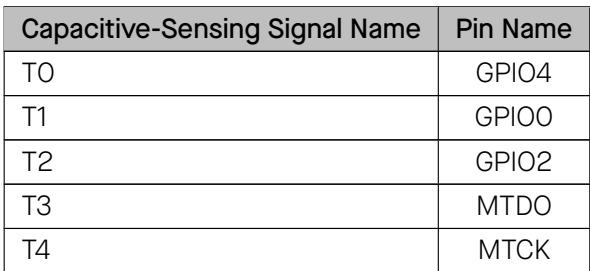 Capacitive-Sensing Signal Name Pin Name
T0 GPIO4
T1 GPIO0
T2 GPIO2
T3 MTDO
T4 MTCK